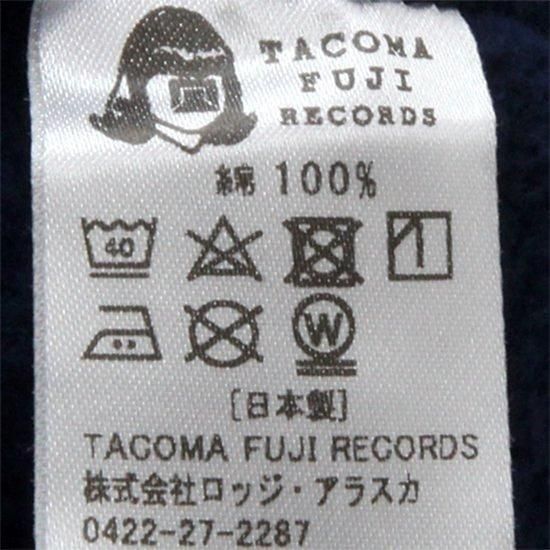 TACOMA
FUJI
RECORDS
綿 100%
40
W
[日本製]
TACOMA FUJI RECORDS
株式会社ロッジ・アラスカ
0422-27-2287